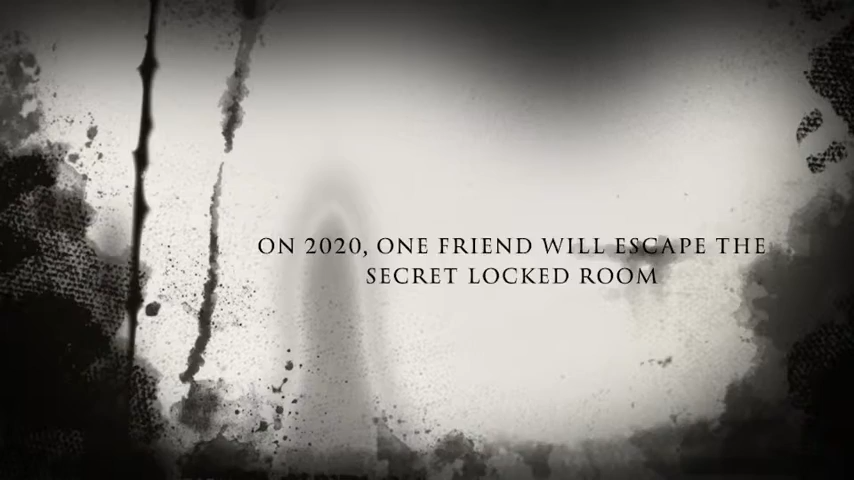 ON 2020, ONE FRIEND WILL ESCAPE THE
SECRET LOCKED ROOM